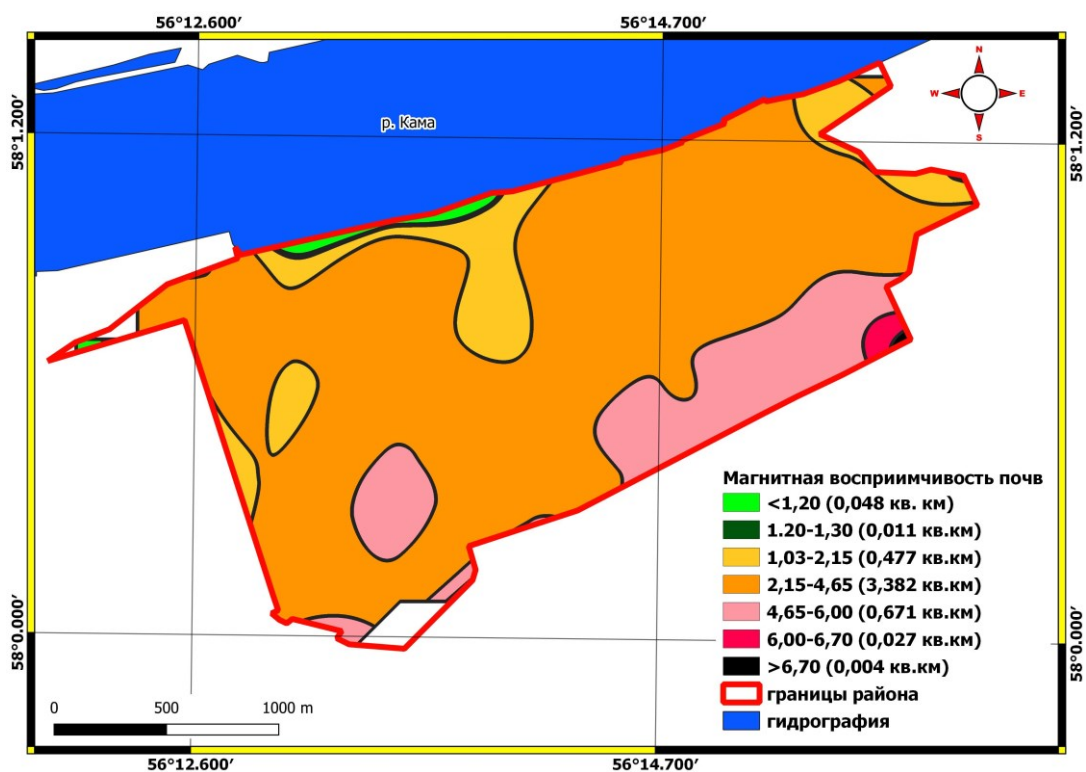 56°12.600′ 56°14.700′
N
W E
S
58°1.200′ 58°1.200′
р. Кама
Магнитная восприимчивость почв
<1,20 (0,048 кв. км)
1.20-1,30 (0,011 кв.км)
1,03-2,15 (0,477 кв.км)
2,15-4,65 (3,382 кв.км)
4,65-6,00 (0,671 кв.км)
6,00-6,70 (0,027 кв.км)
>6,70 (0,004 кв.км)
границы района
гидрография
58°0.000′ 58°0.000′
0 500 1000 m
56°12.600′ 56°14.700′